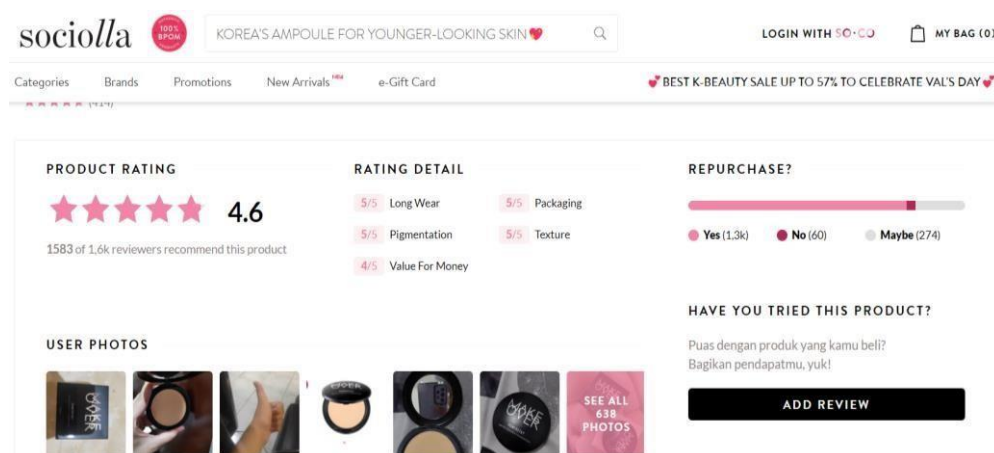 sociolla
100% BPOM
KOREA'S AMPOULE FOR YOUNGER-LOOKING SKIN💖
LOGIN WITH SO·CO
MY BAG (0)
Categories
Brands
Promotions
New Arrivals
e-Gift Card
💕BEST K-BEAUTY SALE UP TO 57% TO CELEBRATE VAL'S DAY💕
(414)
PRODUCT RATING
4.6
1583 of 1,6k reviewers recommend this product
RATING DETAIL
5/5 Long Wear
5/5 Packaging
5/5 Pigmentation
5/5 Texture
4/5 Value For Money
REPURCHASE?
Yes (1,3k)
No (60)
Maybe (274)
HAVE YOU TRIED THIS PRODUCT?
Puas dengan produk yang kamu beli?
Bagikan pendapatmu, yuk!
ADD REVIEW
USER PHOTOS
MAKE
OVER
MAKE
OVER
SEE ALL
638
PHOTOS